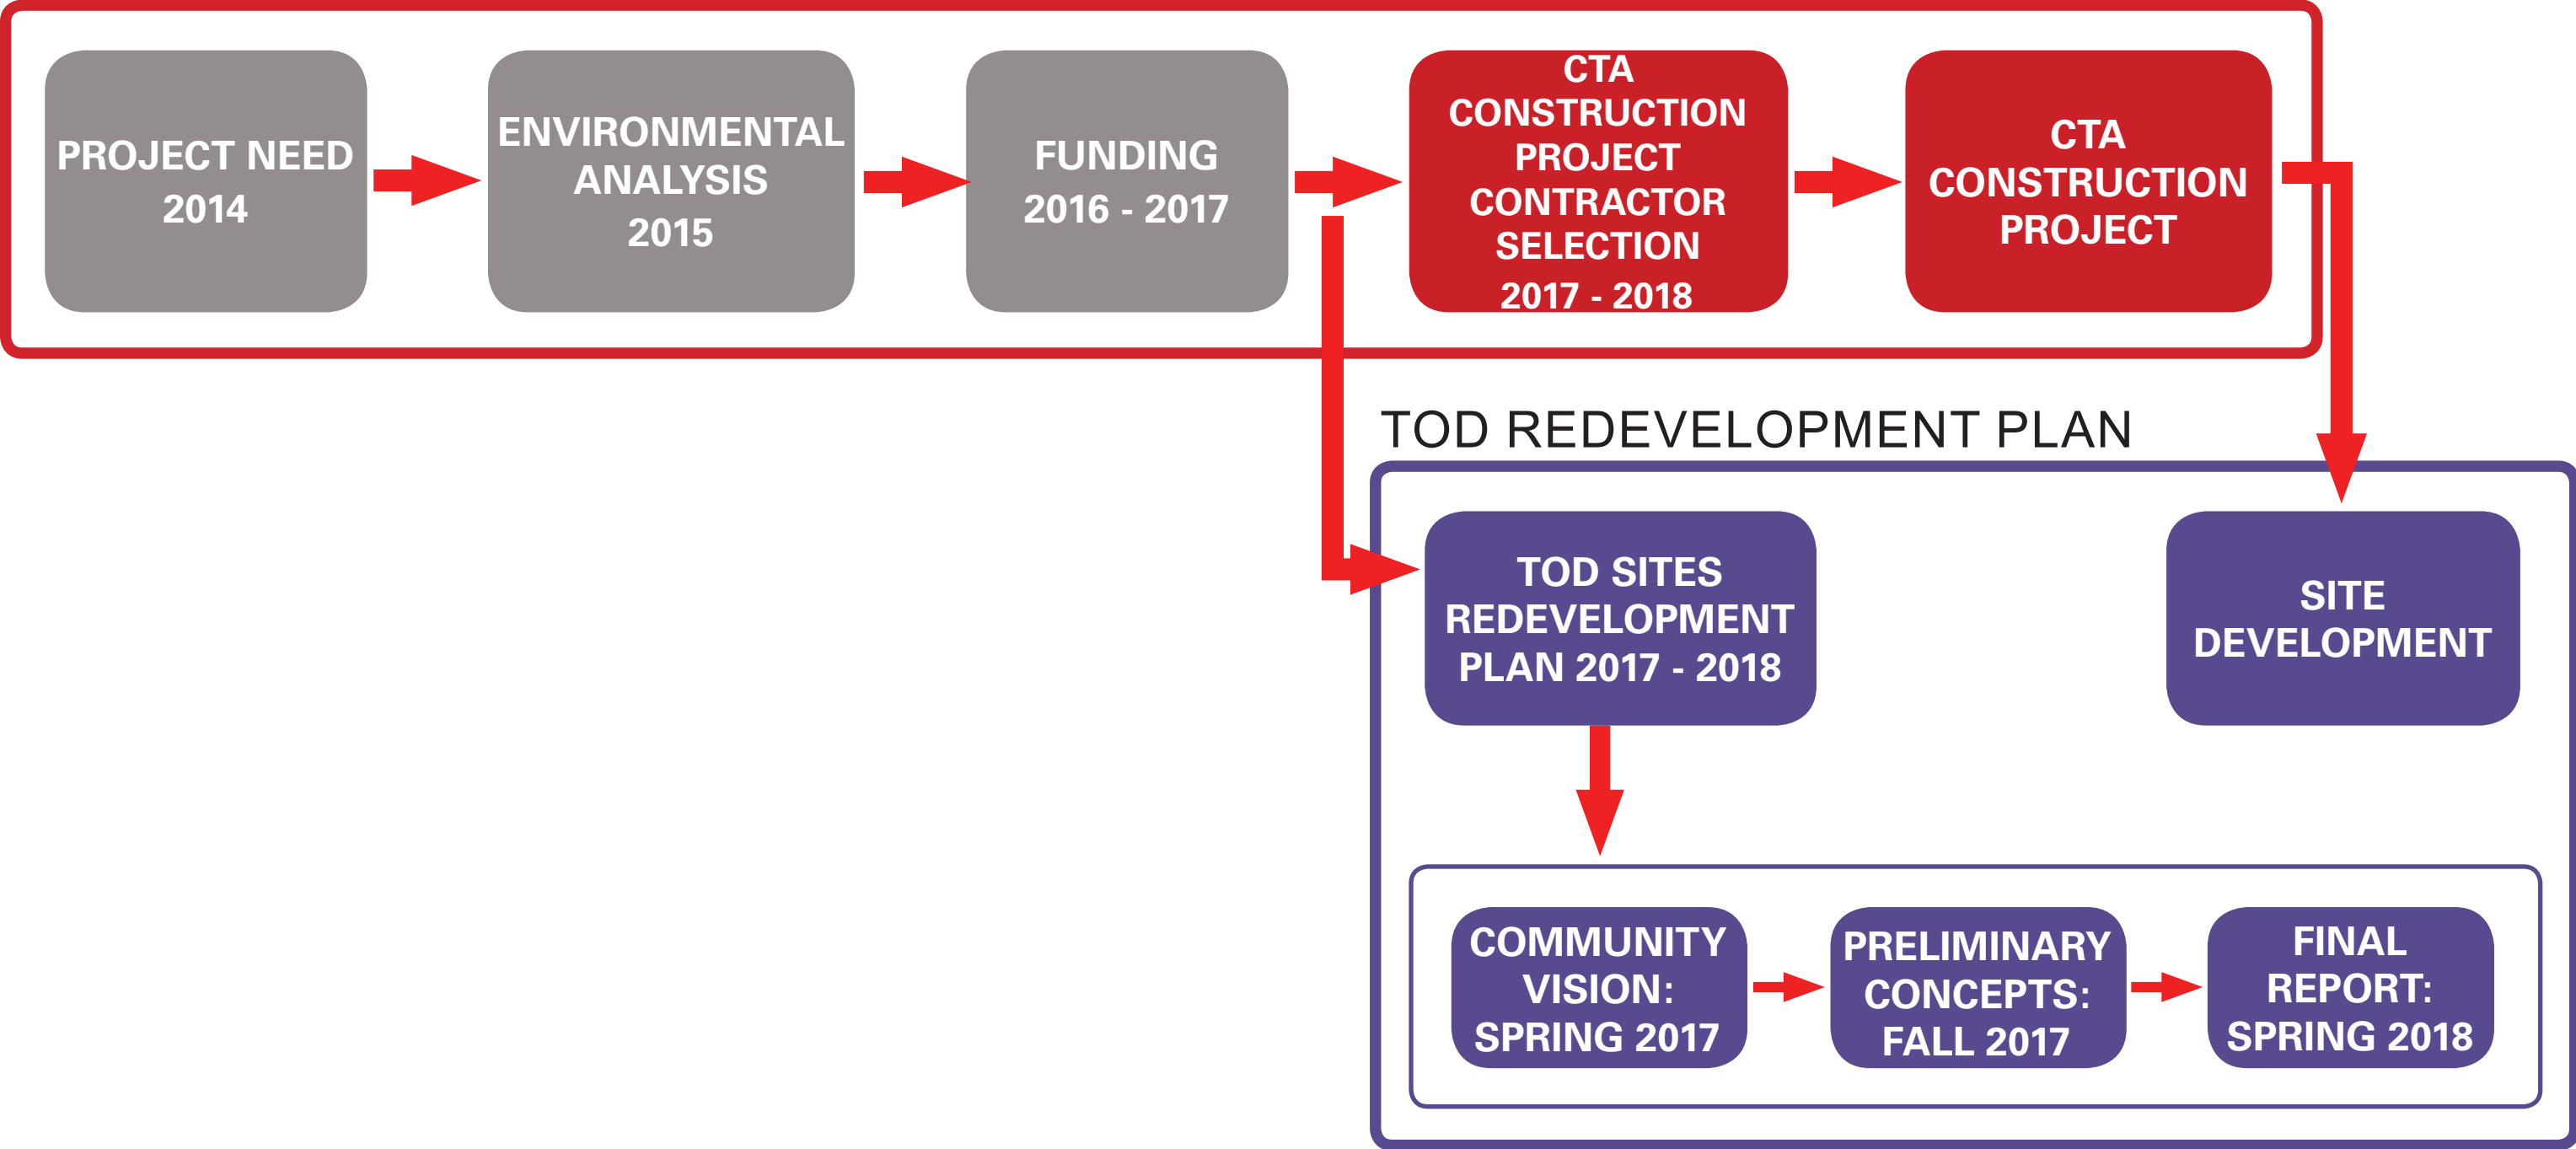 PROJECT NEED
2014
ENVIRONMENTAL
ANALYSIS
2015
FUNDING
2016 - 2017
CTA
CONSTRUCTION
PROJECT
CONTRACTOR
SELECTION
2017 - 2018
CTA
CONSTRUCTION
PROJECT
TOD REDEVELOPMENT PLAN
TOD SITES
REDEVELOPMENT
PLAN 2017 - 2018
SITE
DEVELOPMENT
COMMUNITY
VISION:
SPRING 2017
PRELIMINARY
CONCEPTS:
FALL 2017
FINAL
REPORT:
SPRING 2018